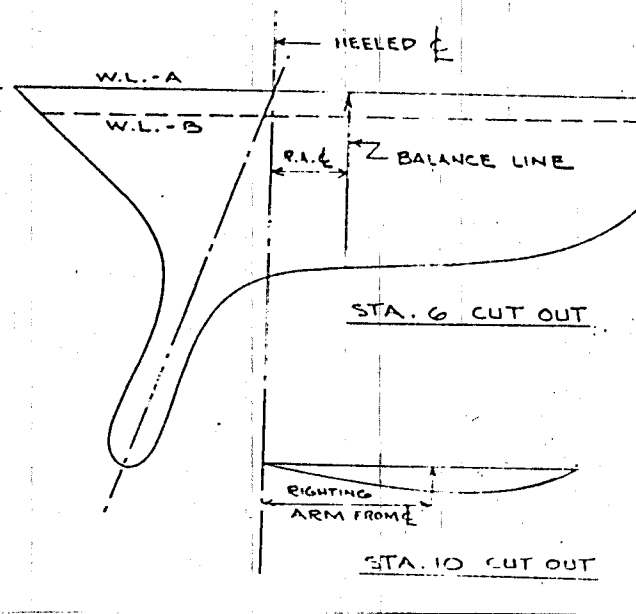 HEELED ℄
W.L.-A
W.L.-B
R.A.℄
BALANCE LINE
STA. 6 CUT OUT
RIGHTING
ARM FROM ℄
STA. 10 CUT OUT